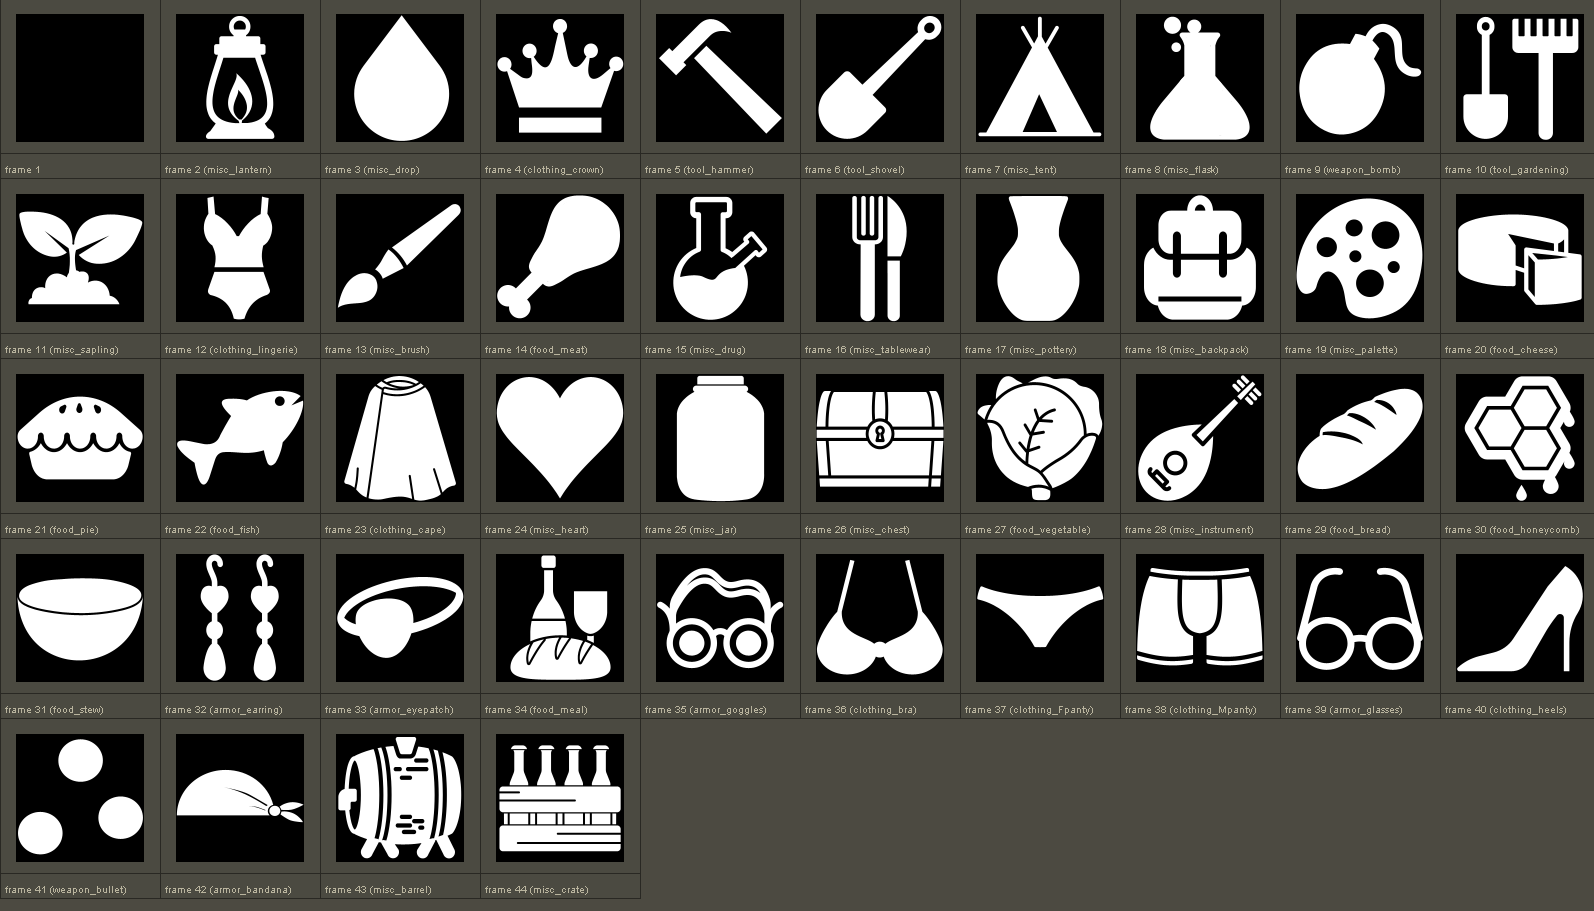 frame 1
frame 2 (misc_lantern)
frame 3 (misc_drop)
frame 4 (clothing_crown)
frame 5 (tool_hammer)
frame 6 (tool_shovel)
frame 7 (misc_tent)
frame 8 (misc_flask)
frame 9 (weapon_bomb)
frame 10 (tool_gardening)
frame 11 (misc_sapling)
frame 12 (clothing_lingerie)
frame 13 (misc_brush)
frame 14 (food_meat)
frame 15 (misc_drug)
frame 16 (misc_tablewear)
frame 17 (misc_pottery)
frame 18 (misc_backpack)
frame 19 (misc_palette)
frame 20 (food_cheese)
frame 21 (food_pie)
frame 22 (food_fish)
frame 23 (clothing_cape)
frame 24 (misc_heart)
frame 25 (misc_jar)
frame 26 (misc_chest)
frame 27 (food_vegetable)
frame 28 (misc_instrument)
frame 29 (food_bread)
frame 30 (food_honeycomb)
frame 31 (food_stew)
frame 32 (armor_earring)
frame 33 (armor_eyepatch)
frame 34 (food_meal)
frame 35 (armor_goggles)
frame 36 (clothing_bra)
frame 37 (clothing_Fpanty)
frame 38 (clothing_Mpanty)
frame 39 (armor_glasses)
frame 40 (clothing_heels)
frame 41 (weapon_bullet)
frame 42 (armor_bandana)
frame 43 (misc_barrel)
frame 44 (misc_crate)